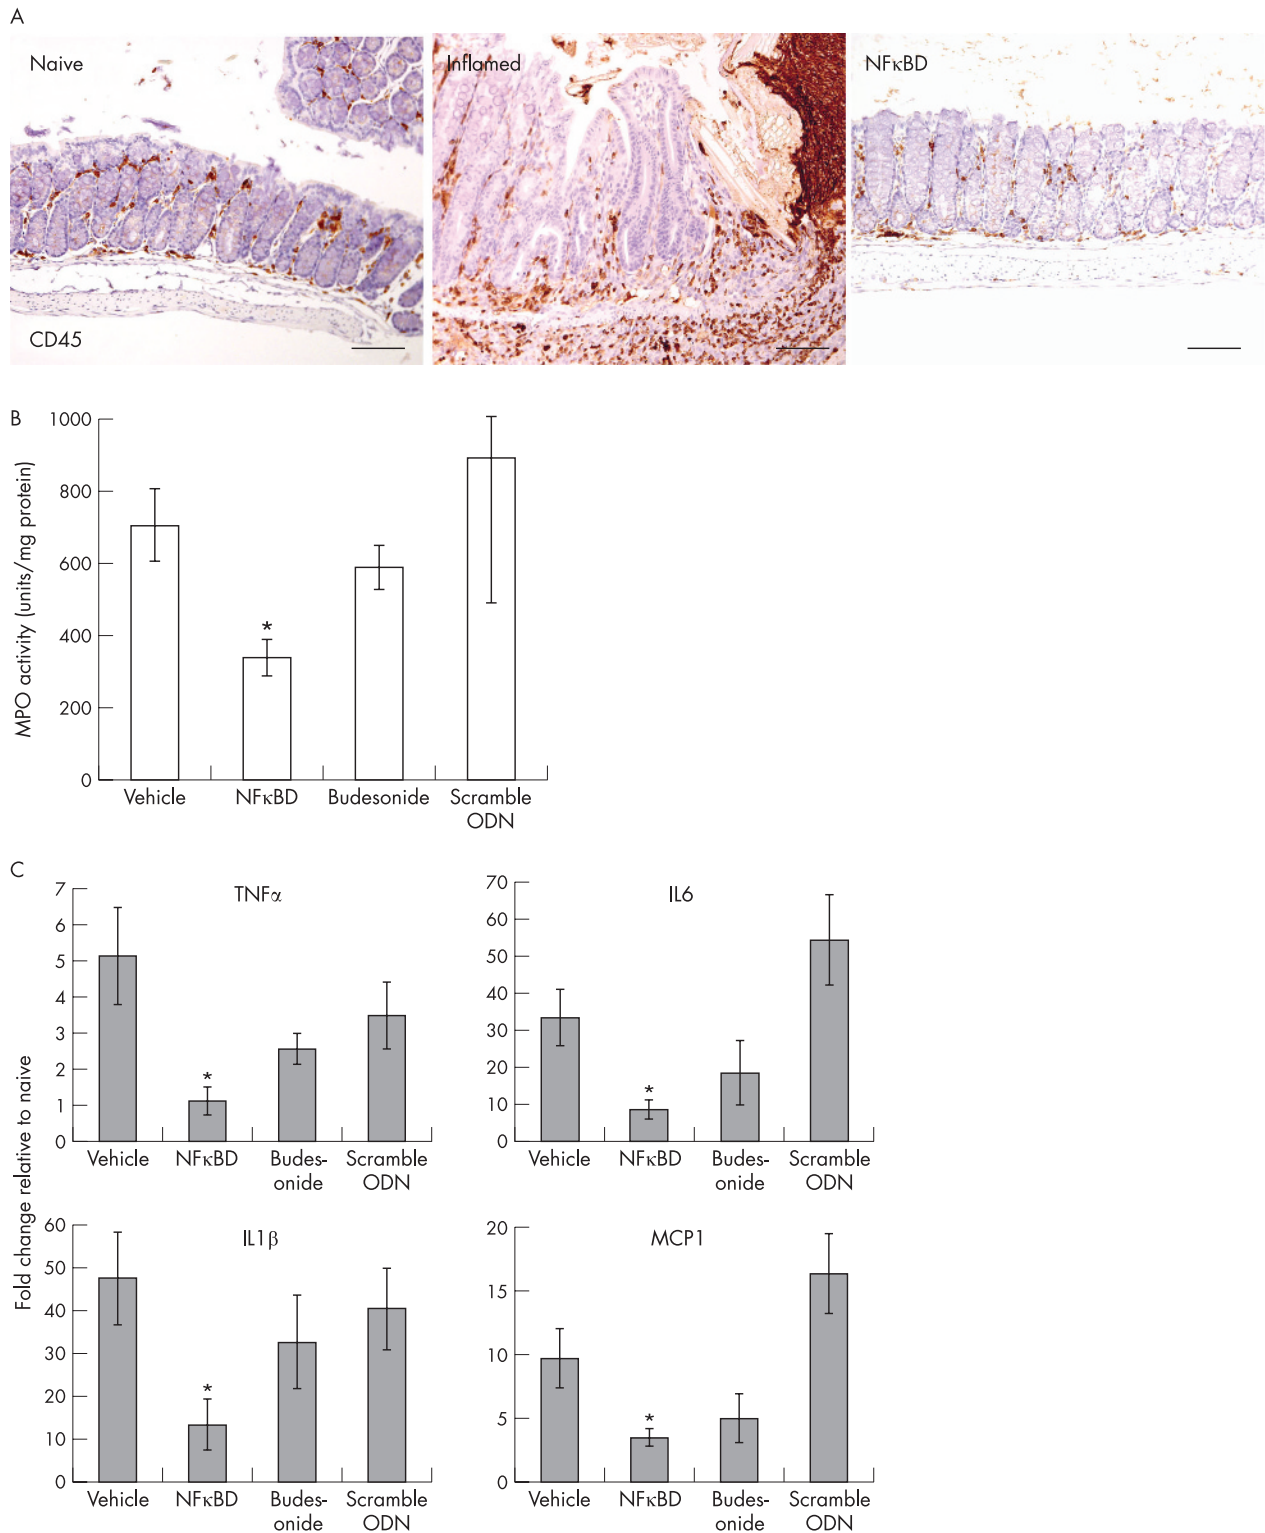 A
Naive
Inflamed
NFκBD
CD45
B
1000
800
600
400
200
0
MPO activity (units/mg protein)
*
Vehicle
NFκBD
Budesonide
Scramble
ODN
C
Fold change relative to naive
TNFα
7
6
5
4
3
2
1
0
*
Vehicle
NFκBD
Budes-
onide
Scramble
ODN
IL6
70
60
50
40
30
20
10
0
*
Vehicle
NFκBD
Budes-
onide
Scramble
ODN
IL1β
60
50
40
30
20
10
0
*
Vehicle
NFκBD
Budes-
onide
Scramble
ODN
MCP1
20
15
10
5
0
*
Vehicle
NFκBD
Budes-
onide
Scramble
ODN